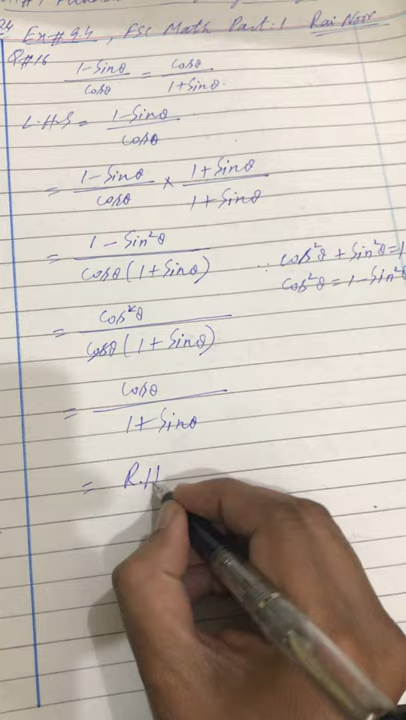 Ex#9.4, FSc Math Part:1 Rai Noor
Q#16 1-Sinθ/Cosθ = Cosθ/1+Sinθ.
L.H.S = 1-Sinθ/Cosθ
= 1-Sinθ/Cosθ × 1+Sinθ/1+Sinθ
= 1-Sin²θ/Cosθ(1+Sinθ) ∵ Cos²θ+Sin²θ=1
Cos²θ=1-Sin²θ
= Cos²θ/Cosθ(1+Sinθ)
= Cosθ/1+Sinθ
= R.H